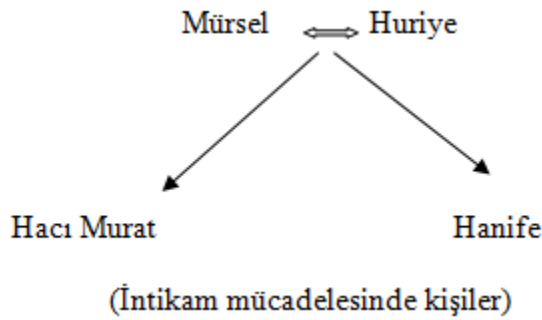 Mürsel Huriye
Hacı Murat Hanife
(İntikam mücadelesinde kişiler)